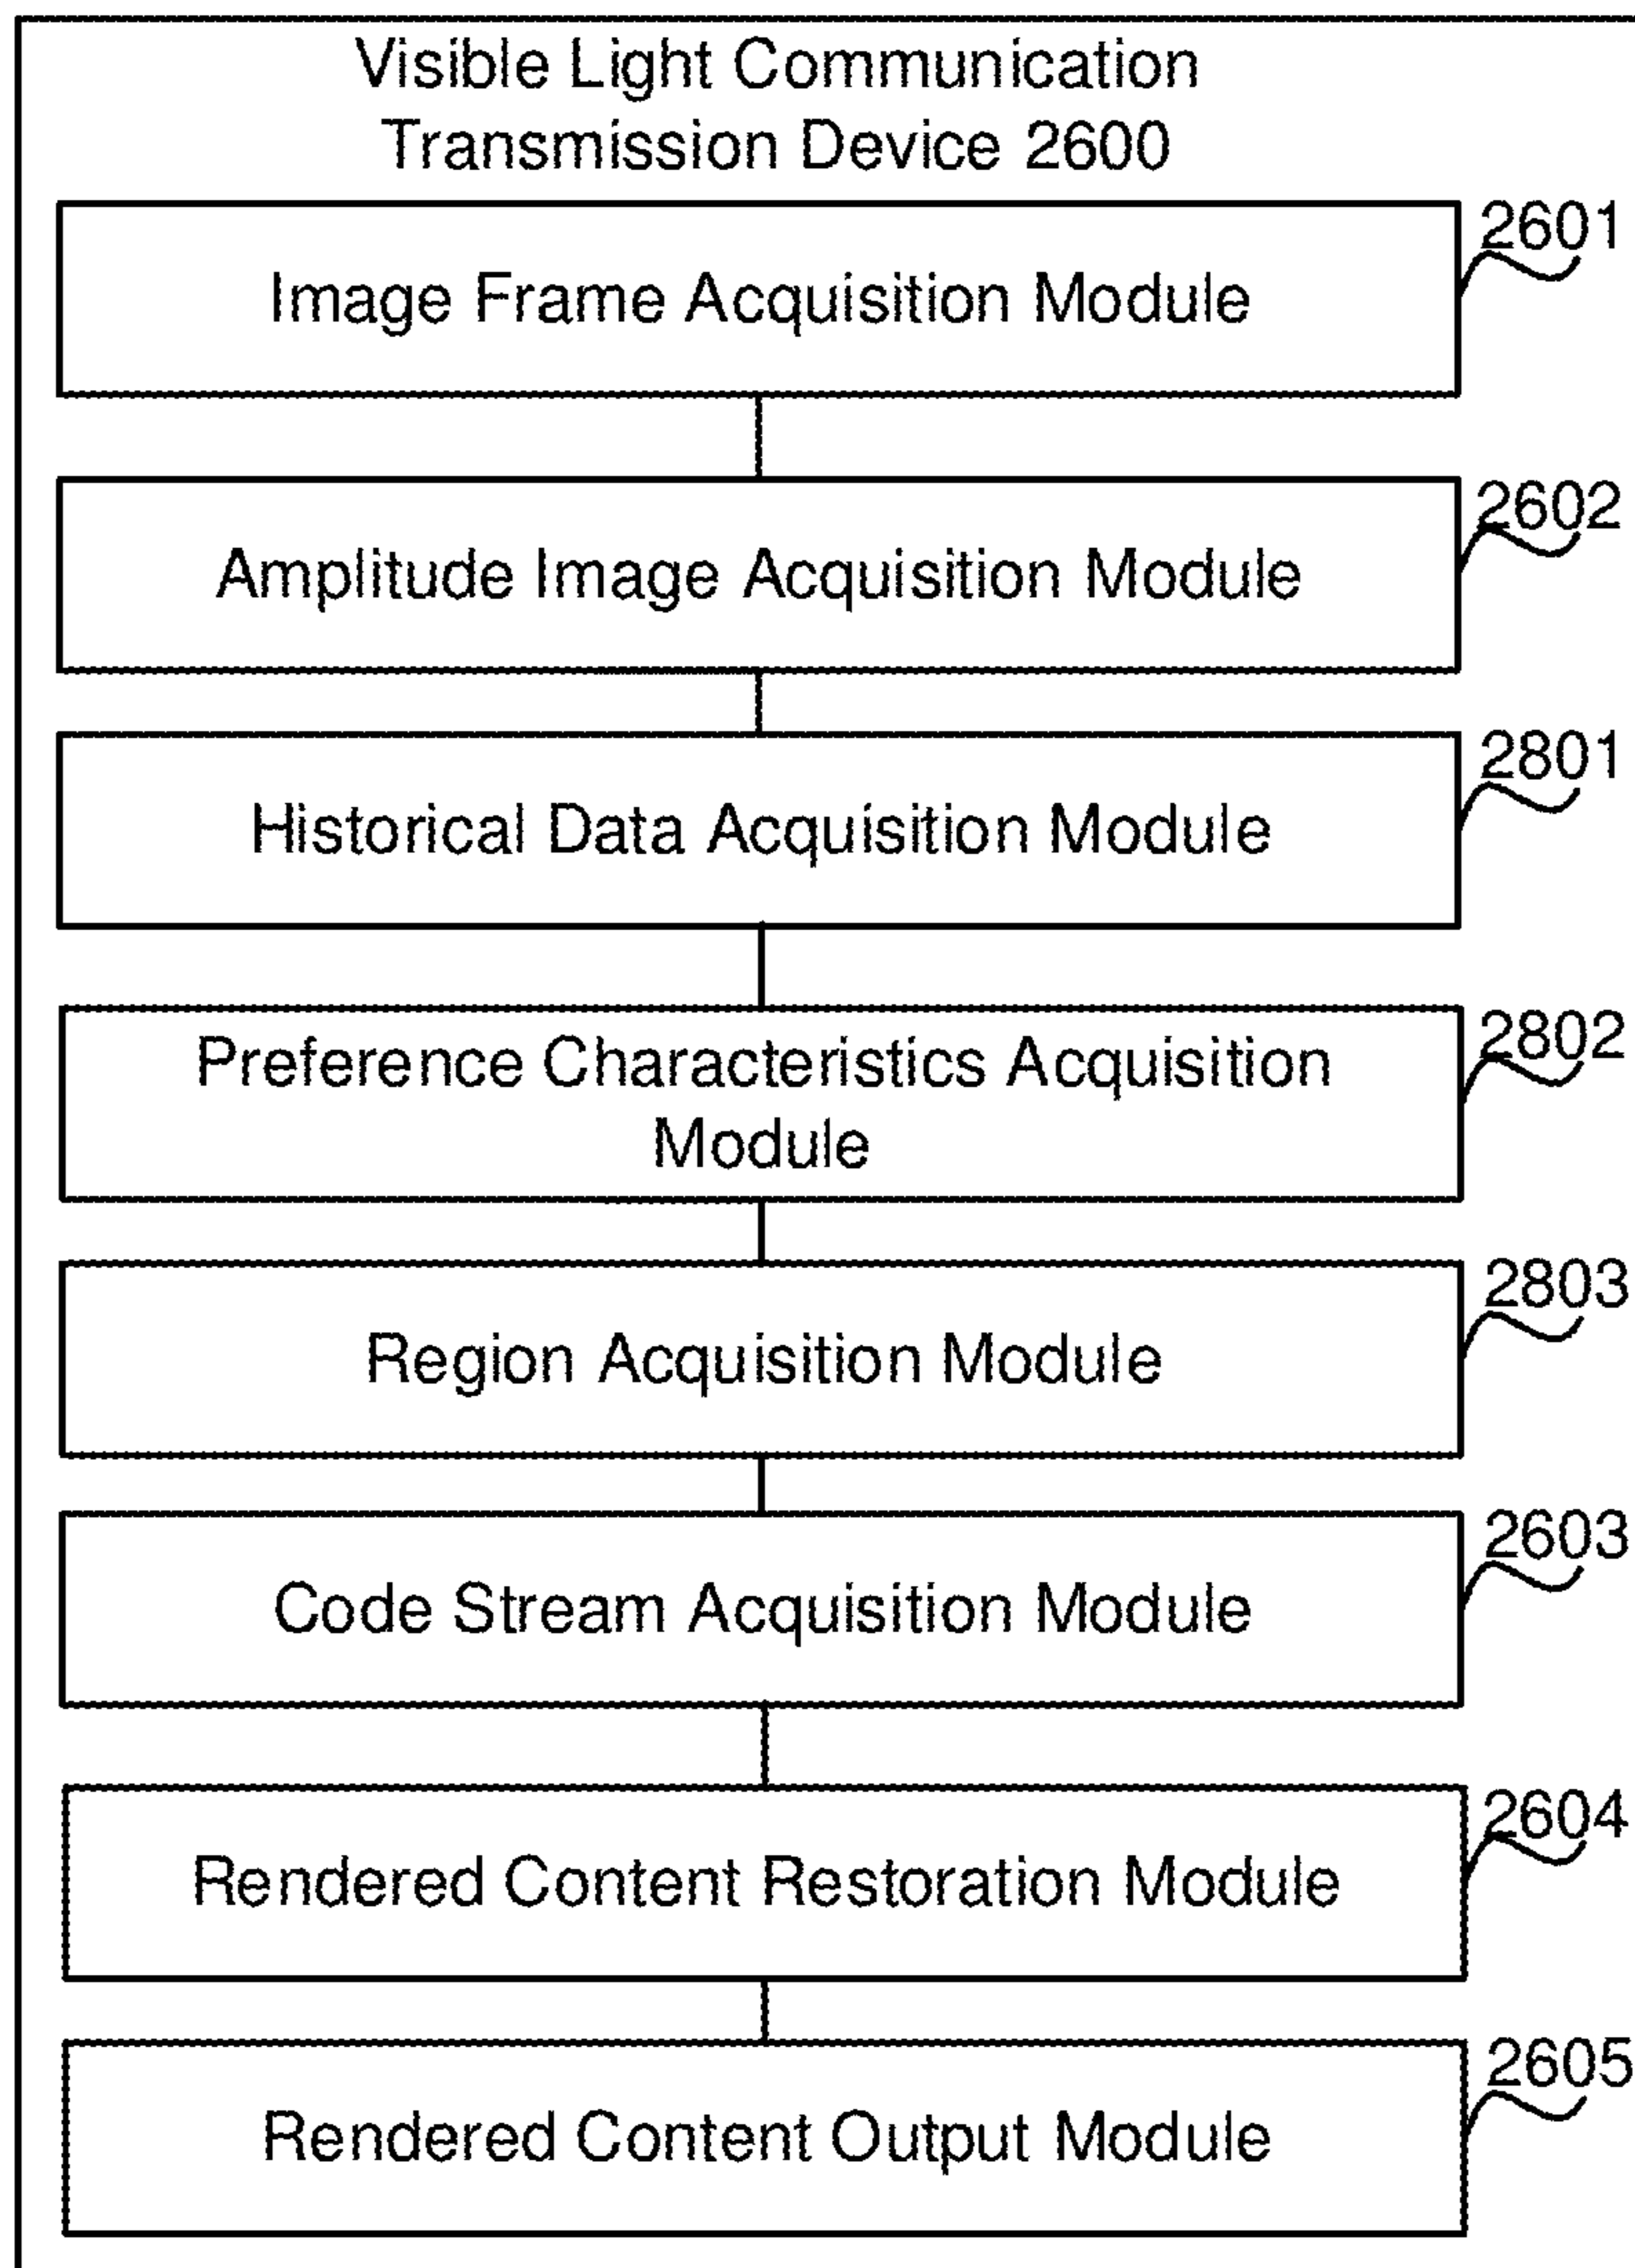 Visible Light Communication
Transmission Device 2600
2601
Image Frame Acquisition Module
2602
Amplitude Image Acquisition Module
2801
Historical Data Acquisition Module
2802
Preference Characteristics Acquisition
Module
2803
Region Acquisition Module
2603
Code Stream Acquisition Module
2604
Rendered Content Restoration Module
2605
Rendered Content Output Module